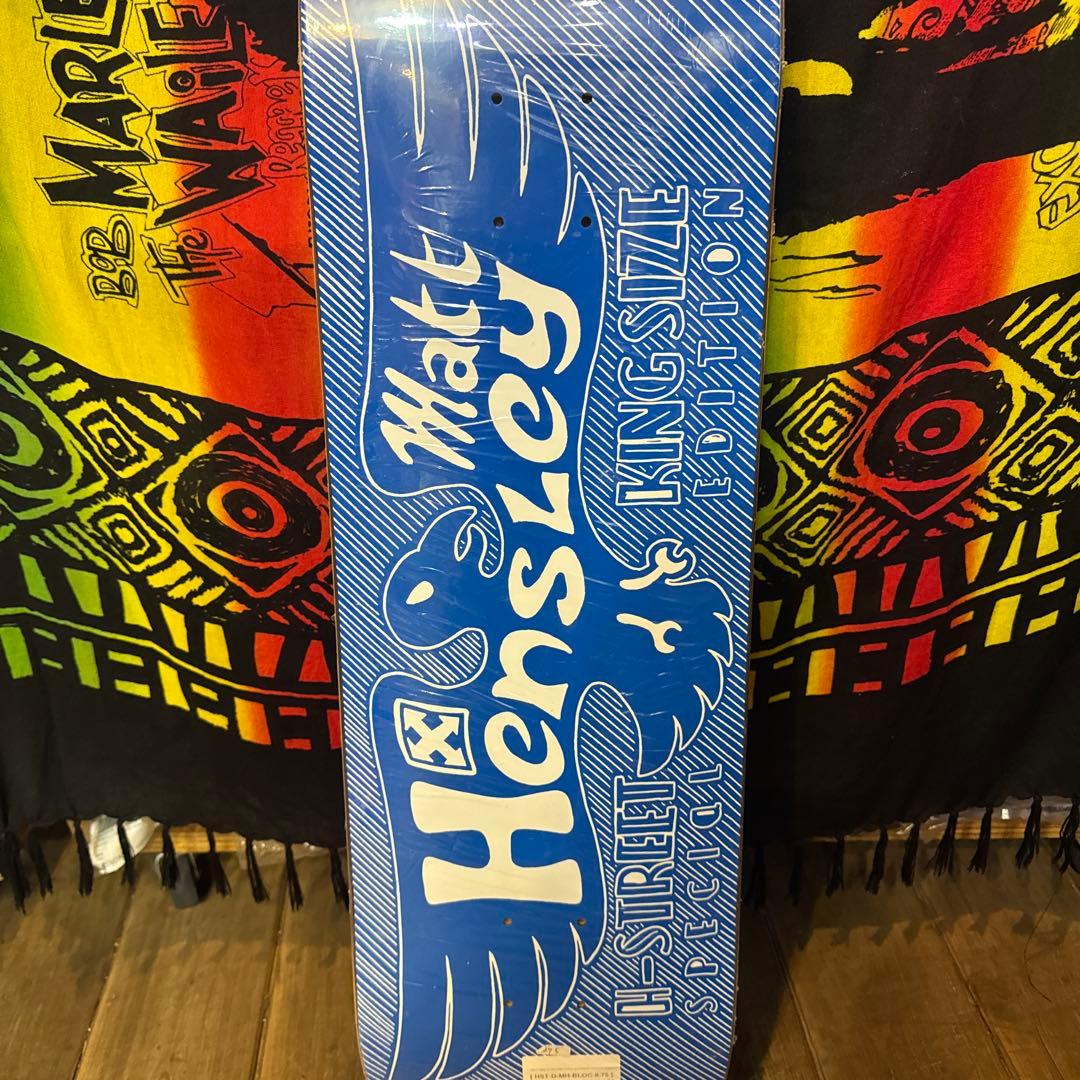 BOB MARLEY
THE WAILE
Matt
Hensley
KINGSIZE
EDITION
H-STREET
SPECIAL